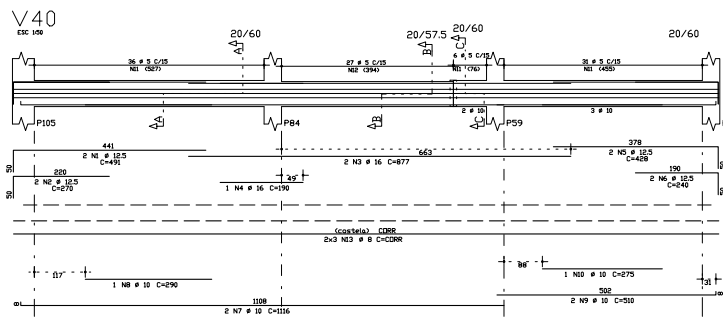 V40
ESC 1:50
20/60 20/57.5 20/60 20/60
36 ø 5 C/15 27 ø 5 C/15 6 ø 5 C/15 31 ø 5 C/15
N11 (527) N12 (394) N11 (76) N11 (455)
A B C
2 ø 10 3 ø 10
P105 A P84 B C P59
441 663 378
2 N1 ø 12.5 2 N3 ø 16 C=877 2 N5 ø 12.5
C=491 C=428
50 50
220 49 190
2 N2 ø 12.5 1 N4 ø 16 C=190 2 N6 ø 12.5
C=270 C=240
50 50
(costela) CORR
2x3 N13 ø 8 C=CORR
117 88
1 N8 ø 10 C=290 1 N10 ø 10 C=275
31
8 1108 502 8
2 N7 ø 10 C=1116 2 N9 ø 10 C=510